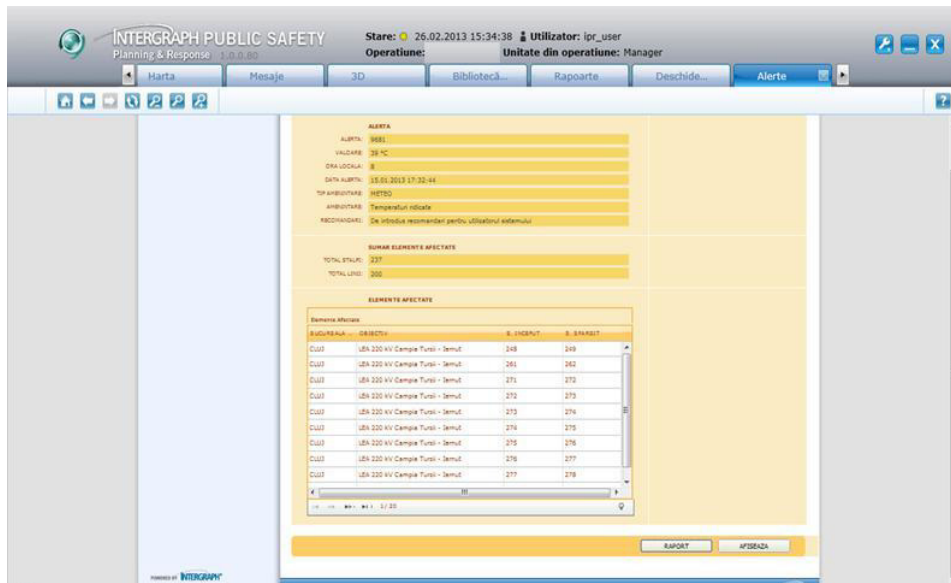 INTERGRAPH PUBLIC SAFETY
Planning & Response 1.0.0.80
Stare: 26.02.2013 15:34:38 Utilizator: ipr_user
Operatiune: Unitate din operatiune: Manager
Harta Mesaje 3D Bibliotecă... Rapoarte Deschide... Alerte
ALERTA
ALERTA: 9681
VALOARE: 39 °C
ORA LOCALA: 8
DATA ALERTA: 15.01.2013 17:32:44
TIP AMENINTARE: METEO
AMENINTARE: Temperaturi ridicate
RECOMANDARI: De introdus recomandari pentru utilizatorul sistemului
SUMAR ELEMENTE AFECTATE
TOTAL STALPI: 237
TOTAL LINII: 200
ELEMENTE AFECTATE
Elemente Afectate
SUCURSALA ... OBIECTIV S_INCEPUT S_SFARSIT
CLUJ LEA 220 kV Campia Turzii - Iernut 248 249
CLUJ LEA 220 kV Campia Turzii - Iernut 261 262
CLUJ LEA 220 kV Campia Turzii - Iernut 271 272
CLUJ LEA 220 kV Campia Turzii - Iernut 272 273
CLUJ LEA 220 kV Campia Turzii - Iernut 273 274
CLUJ LEA 220 kV Campia Turzii - Iernut 274 275
CLUJ LEA 220 kV Campia Turzii - Iernut 275 276
CLUJ LEA 220 kV Campia Turzii - Iernut 276 277
CLUJ LEA 220 kV Campia Turzii - Iernut 277 278
1/ 20
RAPORT AFISEAZA
POWERED BY INTERGRAPH